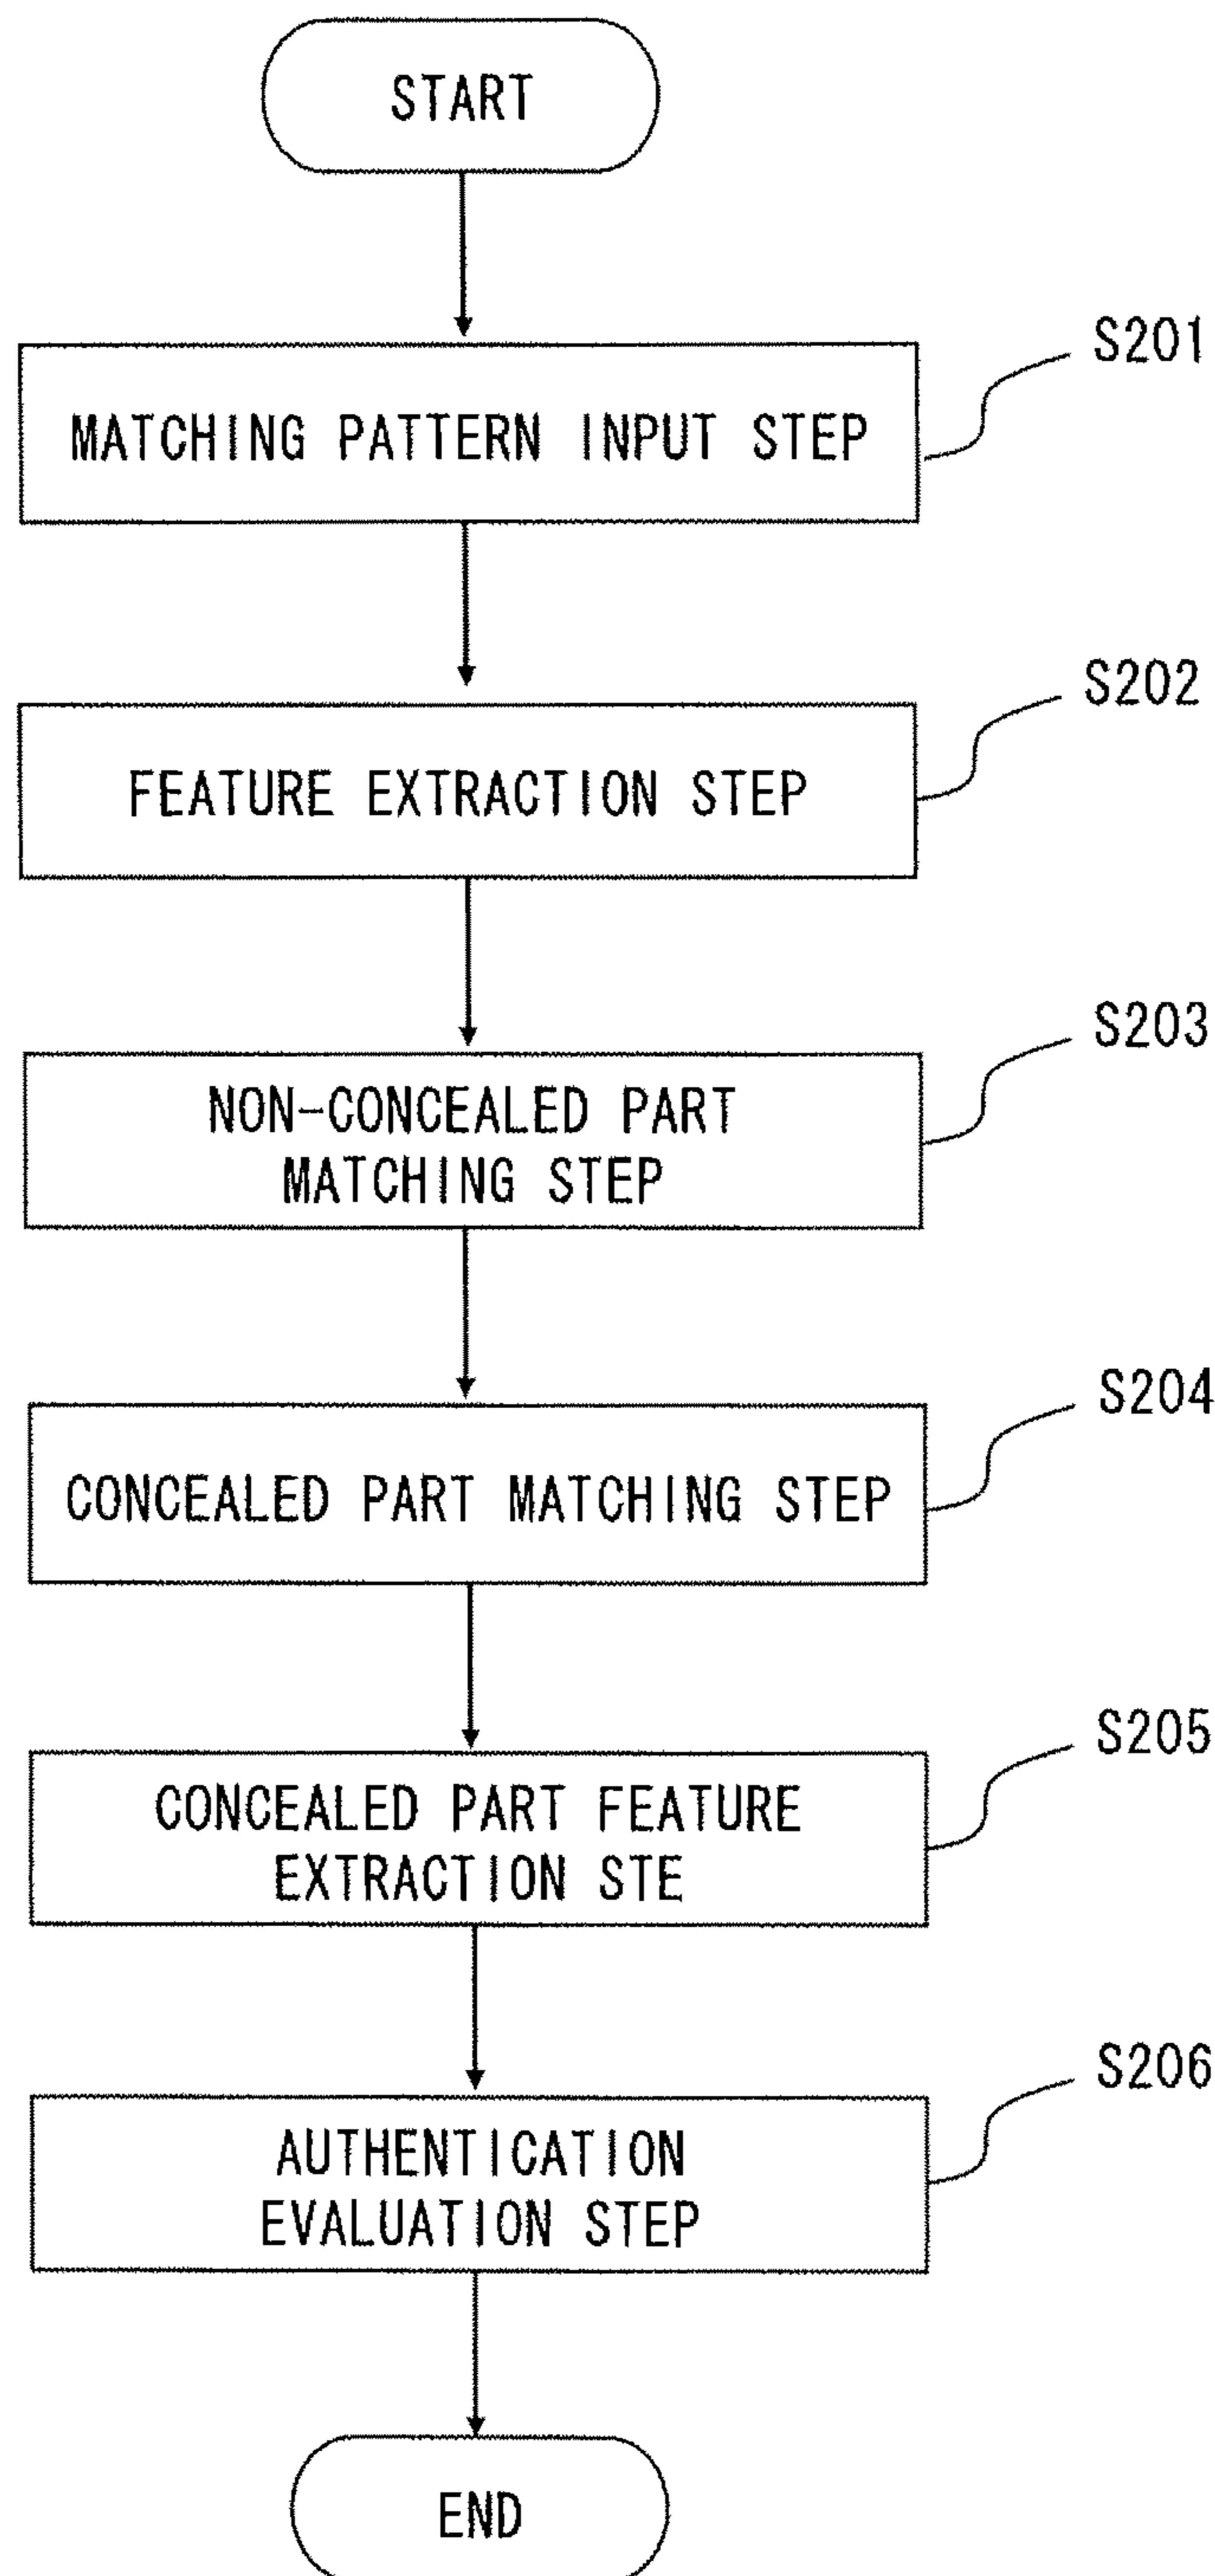 START
S201
MATCHING PATTERN INPUT STEP
S202
FEATURE EXTRACTION STEP
S203
NON-CONCEALED PART
MATCHING STEP
S204
CONCEALED PART MATCHING STEP
S205
CONCEALED PART FEATURE
EXTRACTION STE
S206
AUTHENTICATION
EVALUATION STEP
END